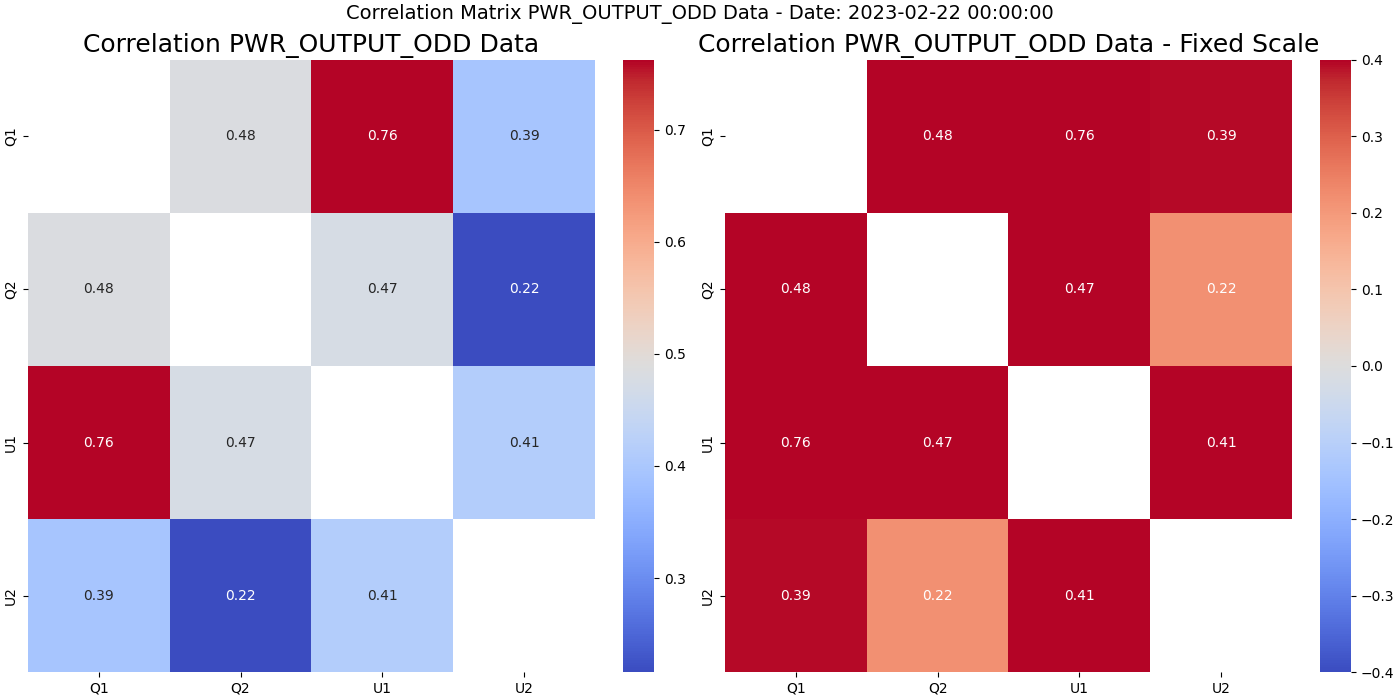 Correlation Matrix PWR_OUTPUT_ODD Data - Date: 2023-02-22 00:00:00
Correlation PWR_OUTPUT_ODD Data
Q1
0.48
0.76
0.39
Q2
0.48
0.47
0.22
U1
0.76
0.47
0.41
U2
0.39
0.22
0.41
Q1
Q2
U1
U2
0.7
0.6
0.5
0.4
0.3
Correlation PWR_OUTPUT_ODD Data - Fixed Scale
Q1
0.48
0.76
0.39
Q2
0.48
0.47
0.22
U1
0.76
0.47
0.41
U2
0.39
0.22
0.41
Q1
Q2
U1
U2
0.4
0.3
0.2
0.1
0.0
−0.1
−0.2
−0.3
−0.4